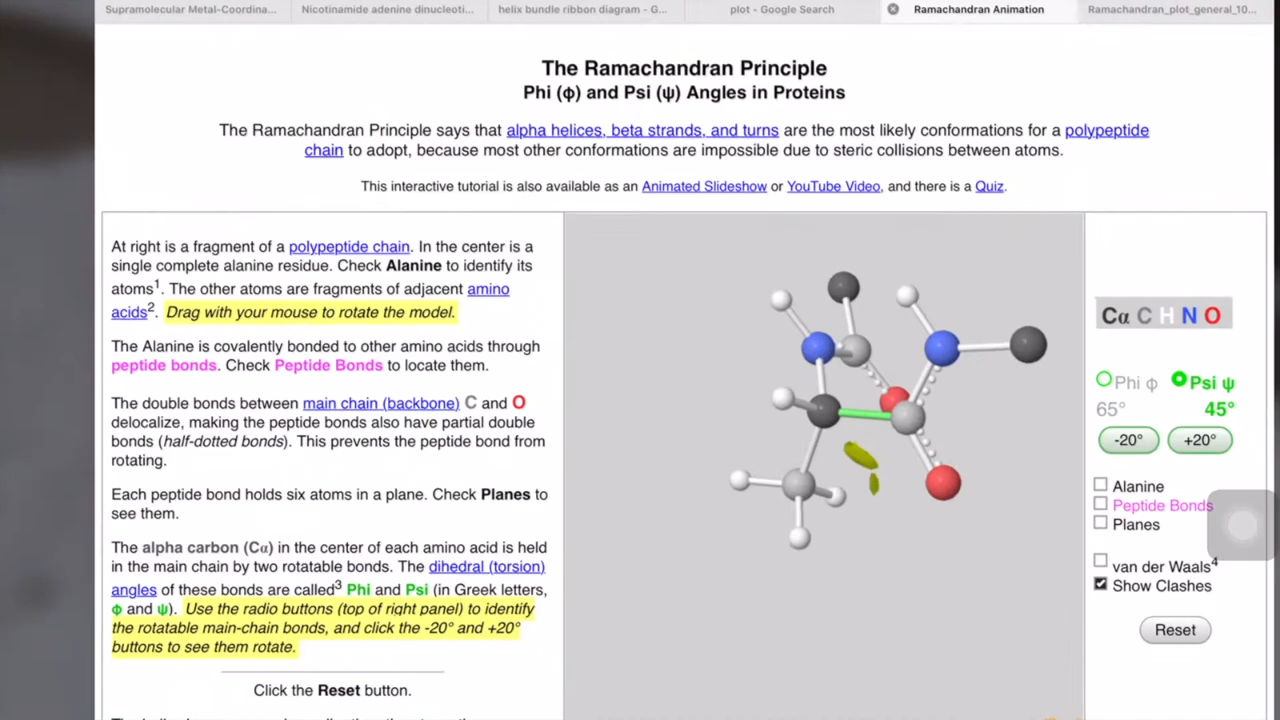 Supramolecular Metal-Coordina...
Nicotinamide adenine dinucleoti...
helix bundle ribbon diagram - G...
plot - Google Search
Ramachandran Animation
Ramachandran_plot_general_10...
The Ramachandran Principle
Phi (ϕ) and Psi (ψ) Angles in Proteins
The Ramachandran Principle says that alpha helices, beta strands, and turns are the most likely conformations for a polypeptide
chain to adopt, because most other conformations are impossible due to steric collisions between atoms.
This interactive tutorial is also available as an Animated Slideshow or YouTube Video, and there is a Quiz.
At right is a fragment of a polypeptide chain. In the center is a
single complete alanine residue. Check Alanine to identify its
atoms1. The other atoms are fragments of adjacent amino
acids2. Drag with your mouse to rotate the model.
The Alanine is covalently bonded to other amino acids through
peptide bonds. Check Peptide Bonds to locate them.
The double bonds between main chain (backbone) C and O
delocalize, making the peptide bonds also have partial double
bonds (half-dotted bonds). This prevents the peptide bond from
rotating.
Each peptide bond holds six atoms in a plane. Check Planes to
see them.
The alpha carbon (Cα) in the center of each amino acid is held
in the main chain by two rotatable bonds. The dihedral (torsion)
angles of these bonds are called3 Phi and Psi (in Greek letters,
ϕ and ψ). Use the radio buttons (top of right panel) to identify
the rotatable main-chain bonds, and click the -20° and +20°
buttons to see them rotate.
Click the Reset button.
Cα C H N O
Phi ϕ Psi ψ
65° 45°
-20° +20°
Alanine
Peptide Bonds
Planes
van der Waals4
Show Clashes
Reset